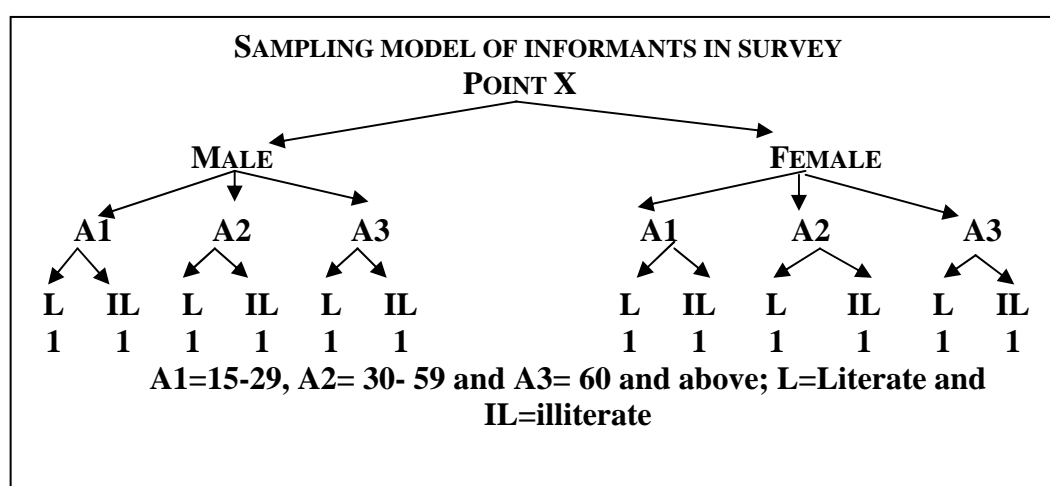 SAMPLING MODEL OF INFORMANTS IN SURVEY
POINT X
MALE FEMALE
A1 A2 A3 A1 A2 A3
L IL L IL L IL L IL L IL L IL
1 1 1 1 1 1 1 1 1 1 1 1
A1=15-29, A2= 30- 59 and A3= 60 and above; L=Literate and
IL=illiterate